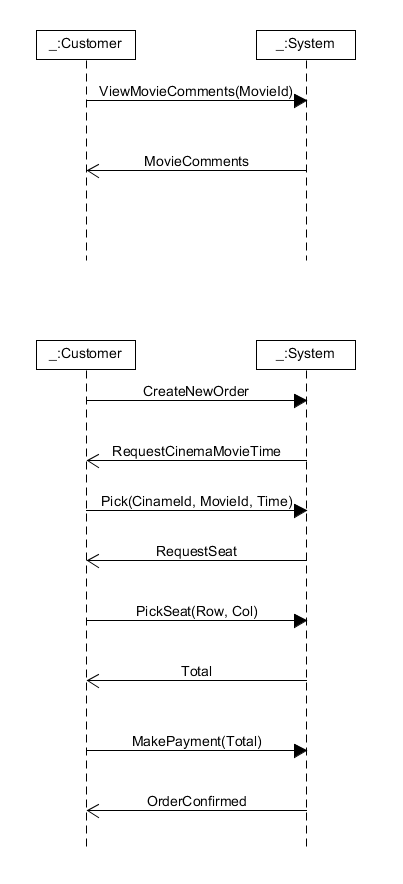 _:Customer
_:System
ViewMovieComments(MovieId)
MovieComments
_:Customer
_:System
CreateNewOrder
RequestCinemaMovieTime
Pick(CinameId, MovieId, Time)
RequestSeat
PickSeat(Row, Col)
Total
MakePayment(Total)
OrderConfirmed